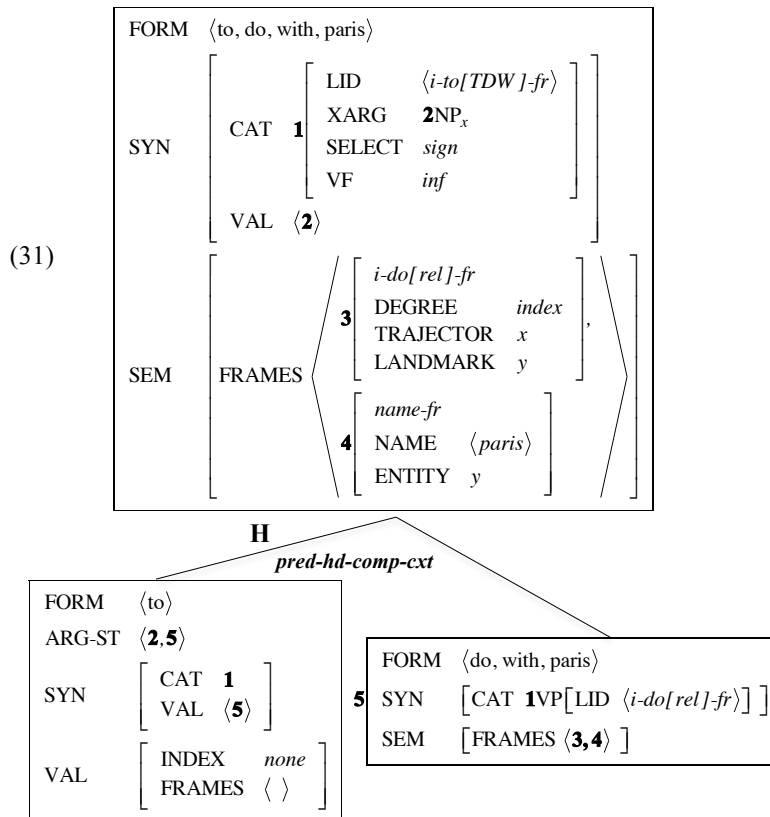 FORM ⟨to, do, with, paris⟩
LID ⟨i-to[TDW]-fr⟩
XARG 2NPₓ
CAT 1
SELECT sign
SYN
VF inf
VAL ⟨2⟩
(31)
i-do[rel]-fr
DEGREE index
3
TRAJECTOR x ,
LANDMARK y
SEM FRAMES
name-fr
4 NAME ⟨paris⟩
ENTITY y
H
pred-hd-comp-cxt
FORM ⟨to⟩
ARG-ST ⟨2,5⟩
SYN CAT 1
VAL ⟨5⟩
VAL INDEX none
FRAMES ⟨ ⟩
FORM ⟨do, with, paris⟩
5 SYN [CAT 1VP[LID ⟨i-do[rel]-fr⟩] ]
SEM [FRAMES ⟨3,4⟩ ]